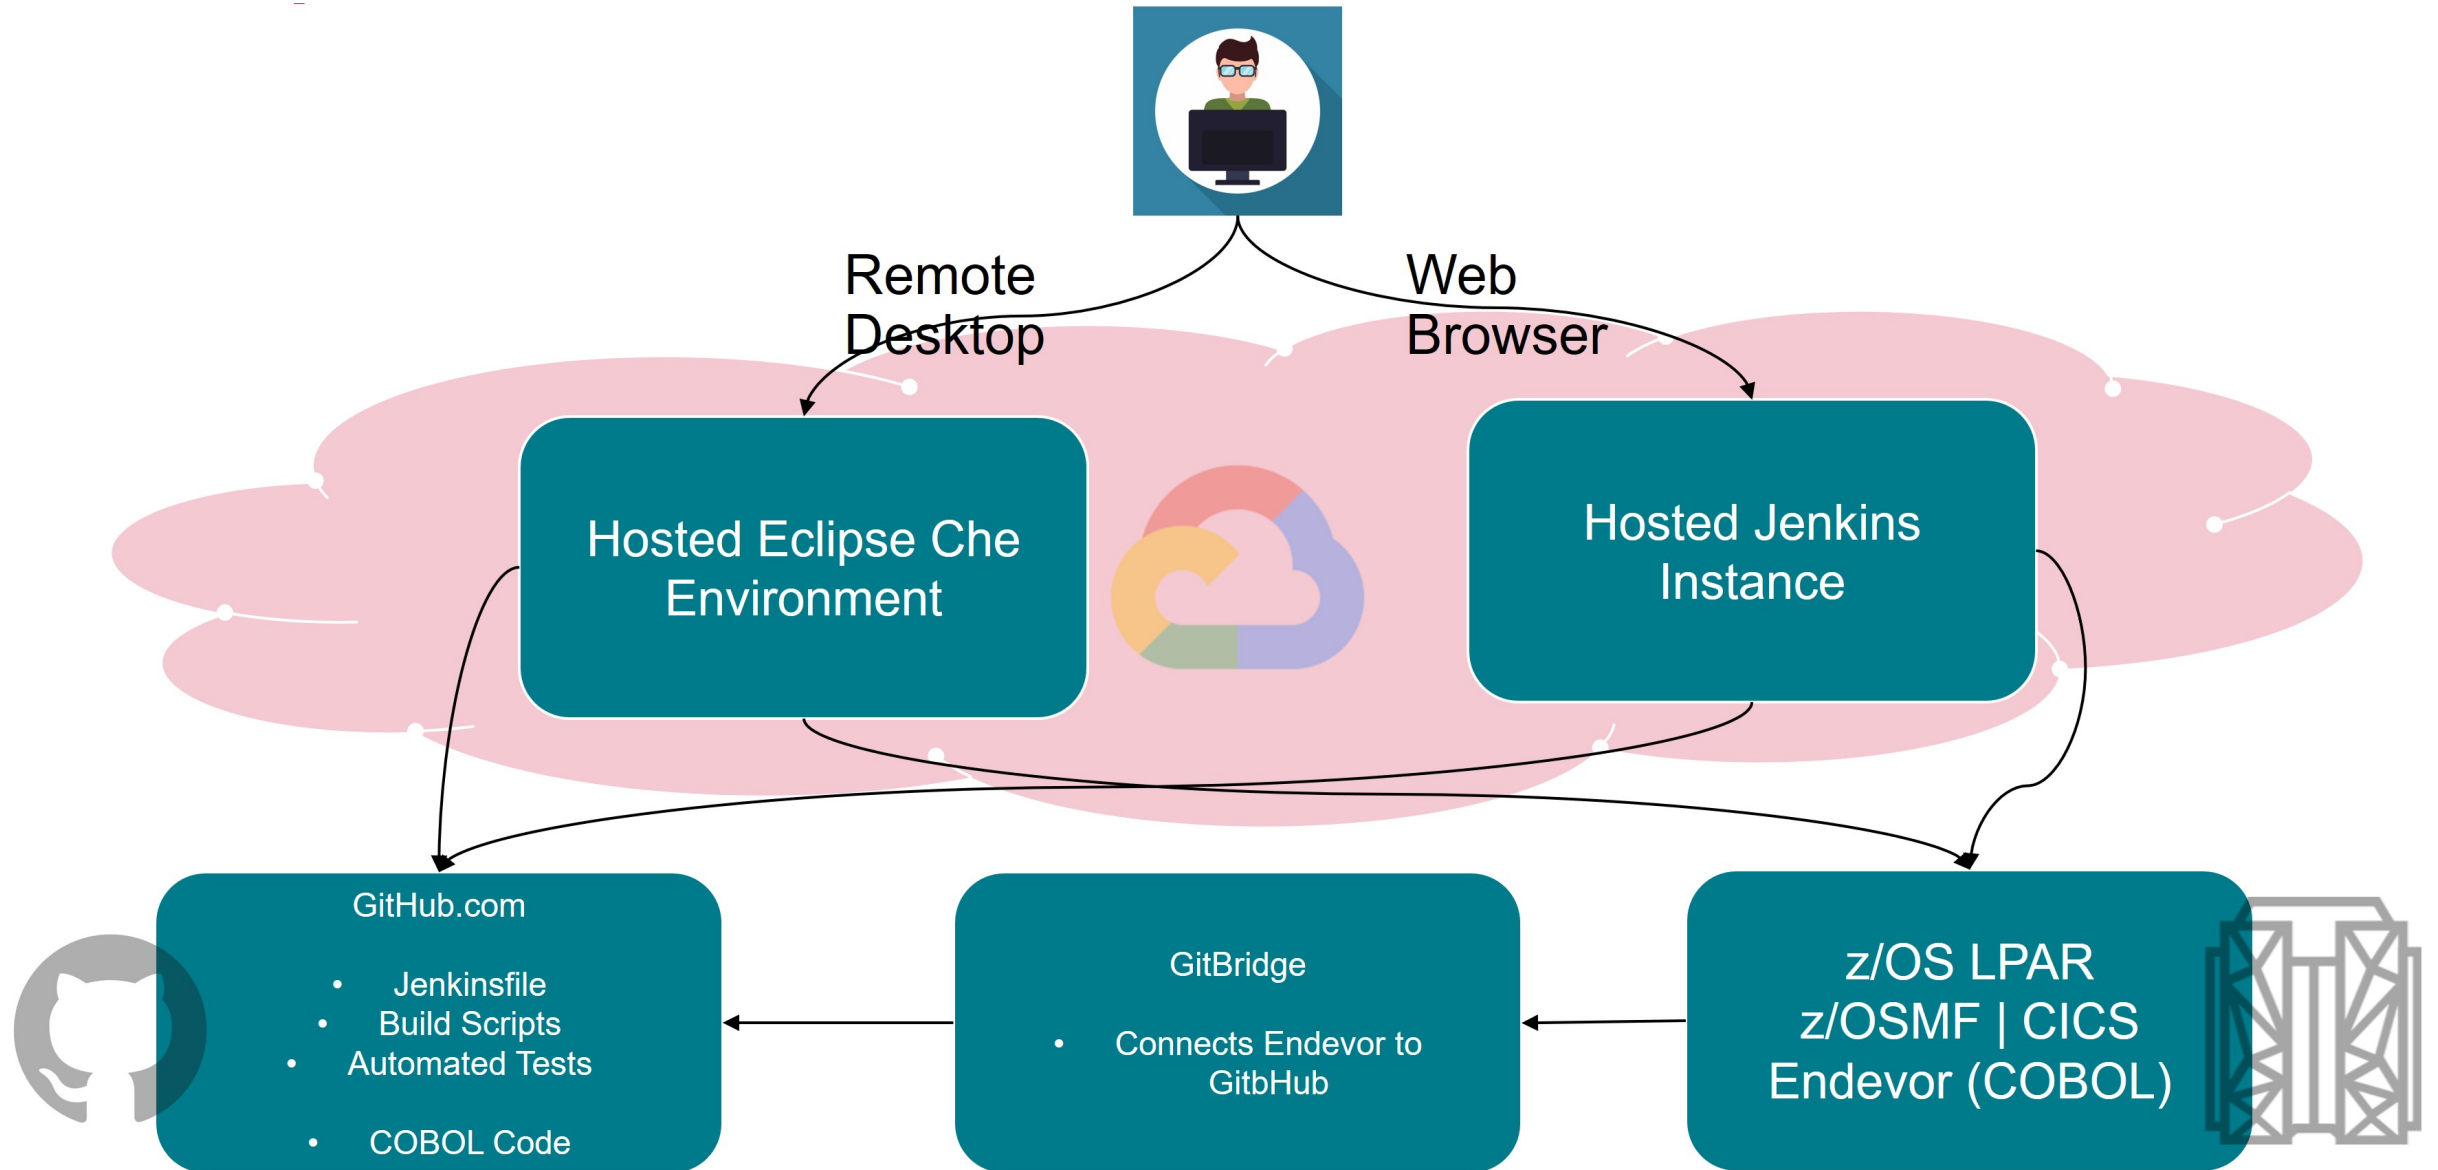 Remote
Desktop
Web
Browser
Hosted Eclipse Che
Environment
Hosted Jenkins
Instance
GitHub.com
• Jenkinsfile
• Build Scripts
• Automated Tests
• COBOL Code
GitBridge
• Connects Endevor to
GitbHub
z/OS LPAR
z/OSMF | CICS
Endevor (COBOL)